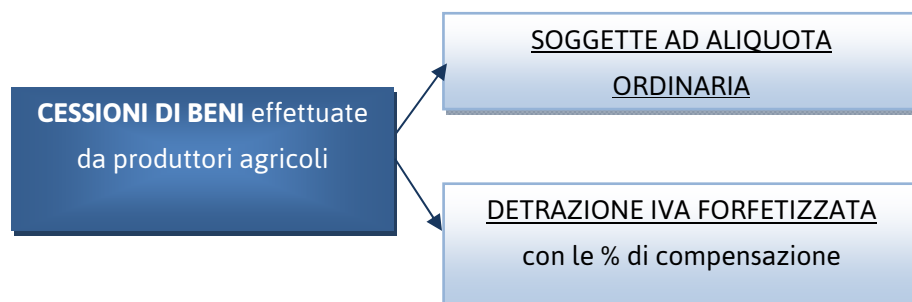 CESSIONI DI BENI effettuate
da produttori agricoli
SOGGETTE AD ALIQUOTA
ORDINARIA
DETRAZIONE IVA FORFETIZZATA
con le % di compensazione